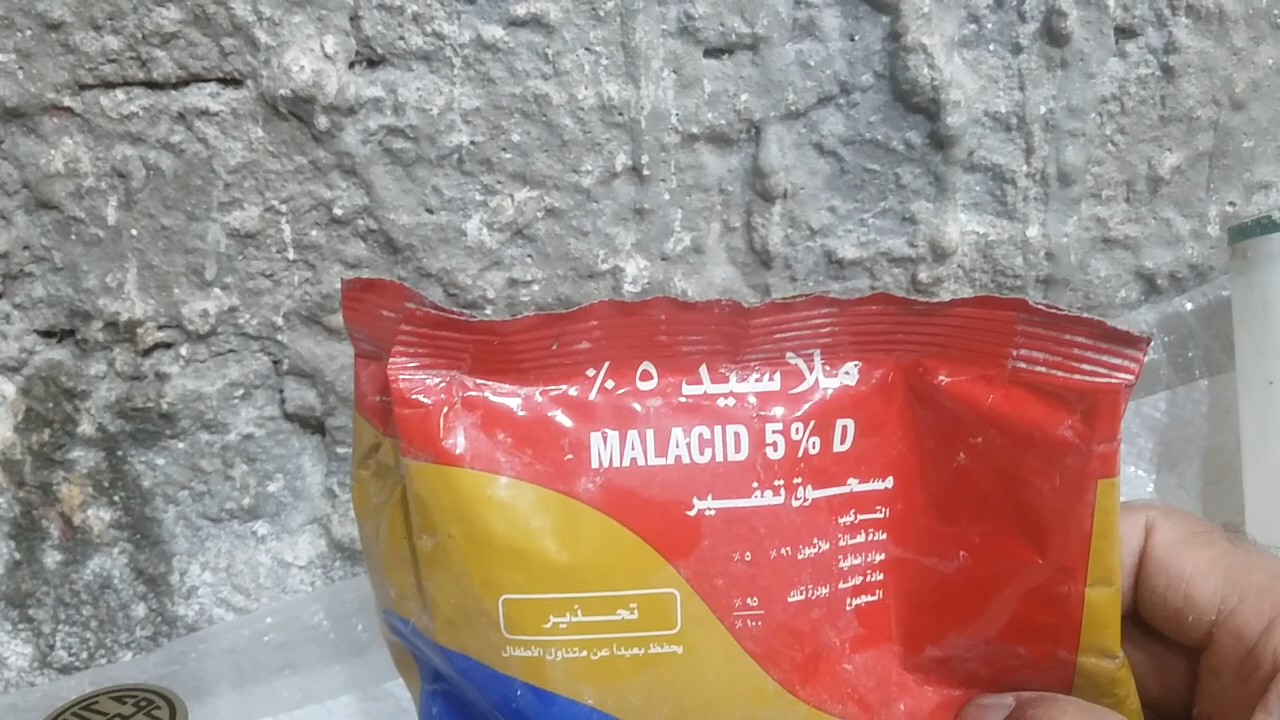 ملاسيد ٥ ٪
MALACID 5% D
مسحوق تعفير
التركيب :
مادة فعالة : ملاثيون ٩٦ ٪ ٥ ٪
مواد إضافية
مادة حاملة : بودرة تلك ٩٥ ٪
المجموع ١٠٠ ٪
تحذير
يحفظ بعيدا عن متناول الأطفال